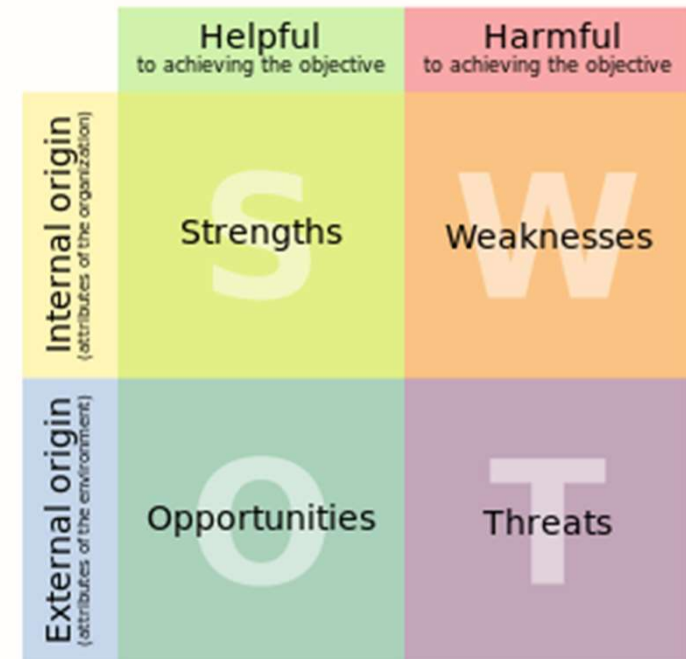 Helpful
to achieving the objective
Harmful
to achieving the objective
Internal origin
(attributes of the organization)
S
Strengths
W
Weaknesses
External origin
(attributes of the environment)
O
Opportunities
T
Threats